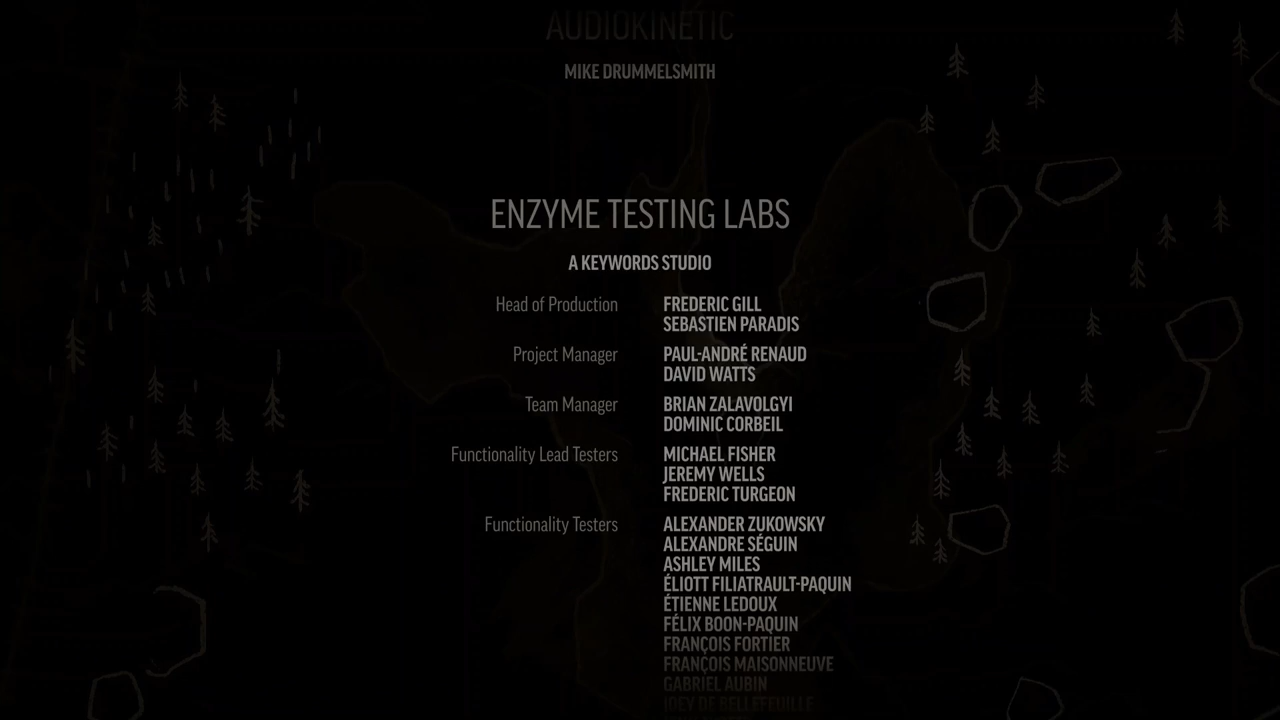 AUDIOKINETIC
MIKE DRUMMELSMITH
ENZYME TESTING LABS
A KEYWORDS STUDIO
Head of Production FREDERIC GILL
SEBASTIEN PARADIS
Project Manager PAUL-ANDRÉ RENAUD
DAVID WATTS
Team Manager BRIAN ZALAVOLGYI
DOMINIC CORBEIL
Functionality Lead Testers MICHAEL FISHER
JEREMY WELLS
FREDERIC TURGEON
Functionality Testers ALEXANDER ZUKOWSKY
ALEXANDRE SÉGUIN
ASHLEY MILES
ÉLIOTT FILIATRAULT-PAQUIN
ÉTIENNE LEDOUX
FÉLIX BOON-PAQUIN
FRANÇOIS FORTIER
FRANÇOIS MAISONNEUVE
GABRIEL AUBIN
JOEY DE BELLEFEUILLE